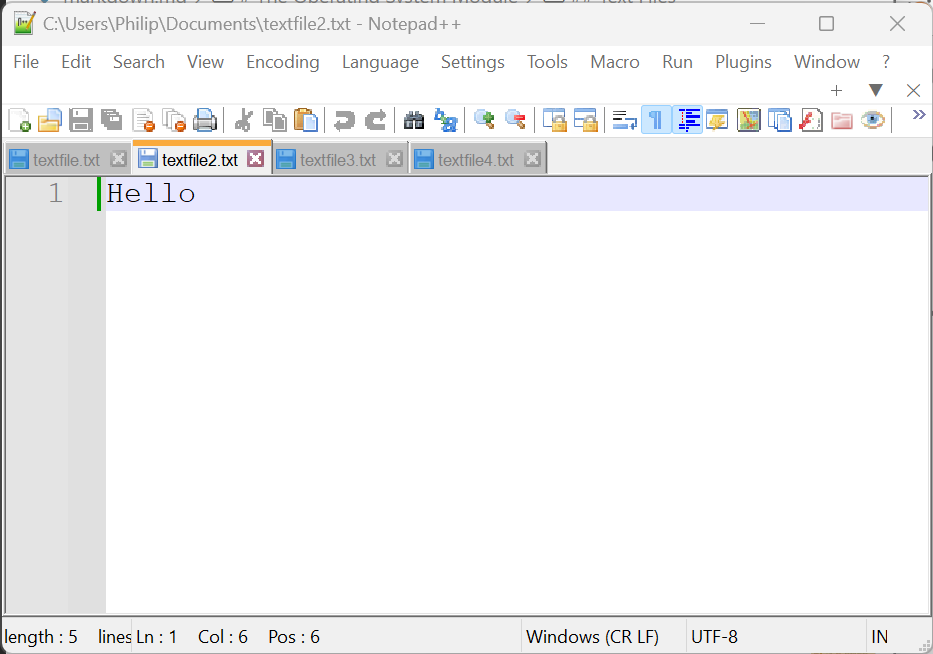 C:\Users\Philip\Documents\textfile2.txt - Notepad++
File Edit Search View Encoding Language Settings Tools Macro Run Plugins Window ?
textfile.txt textfile2.txt textfile3.txt textfile4.txt
1 Hello
length : 5 lines Ln : 1 Col : 6 Pos : 6 Windows (CR LF) UTF-8 IN